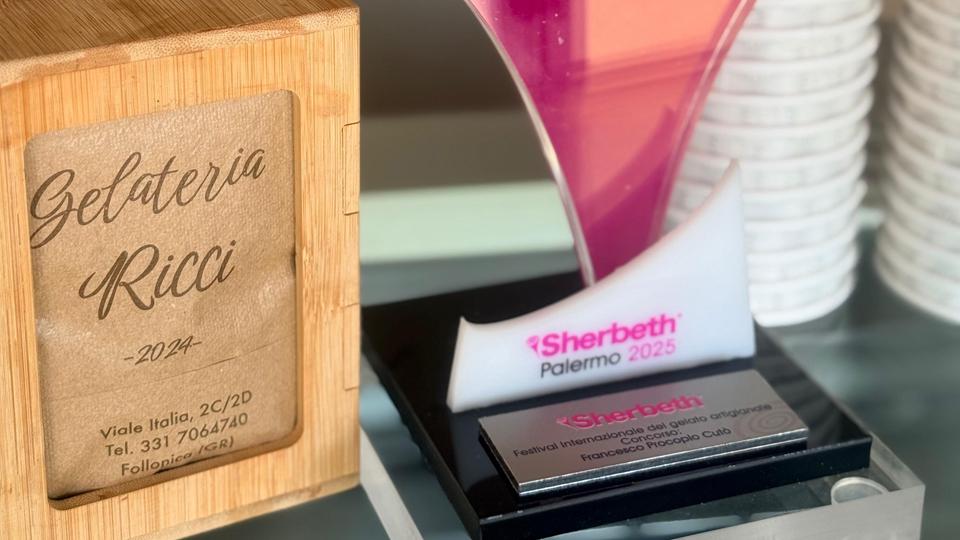 Gelateria
Ricci
-2024-
Viale Italia, 2C/2D
Tel. 331 7064740
Follonica (GR)
Sherbeth
Palermo 2025
Sherbeth
Festival Internazionale del gelato artigianale
Concorso:
Francesco Procopio Cutò